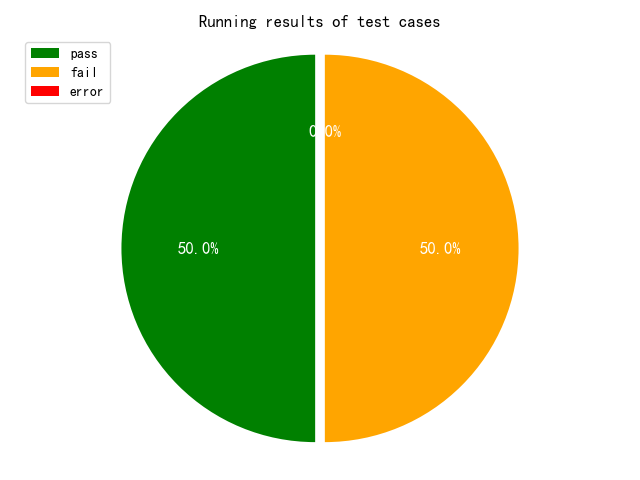 Running results of test cases
pass
fail
error
0.0%
50.0%
50.0%